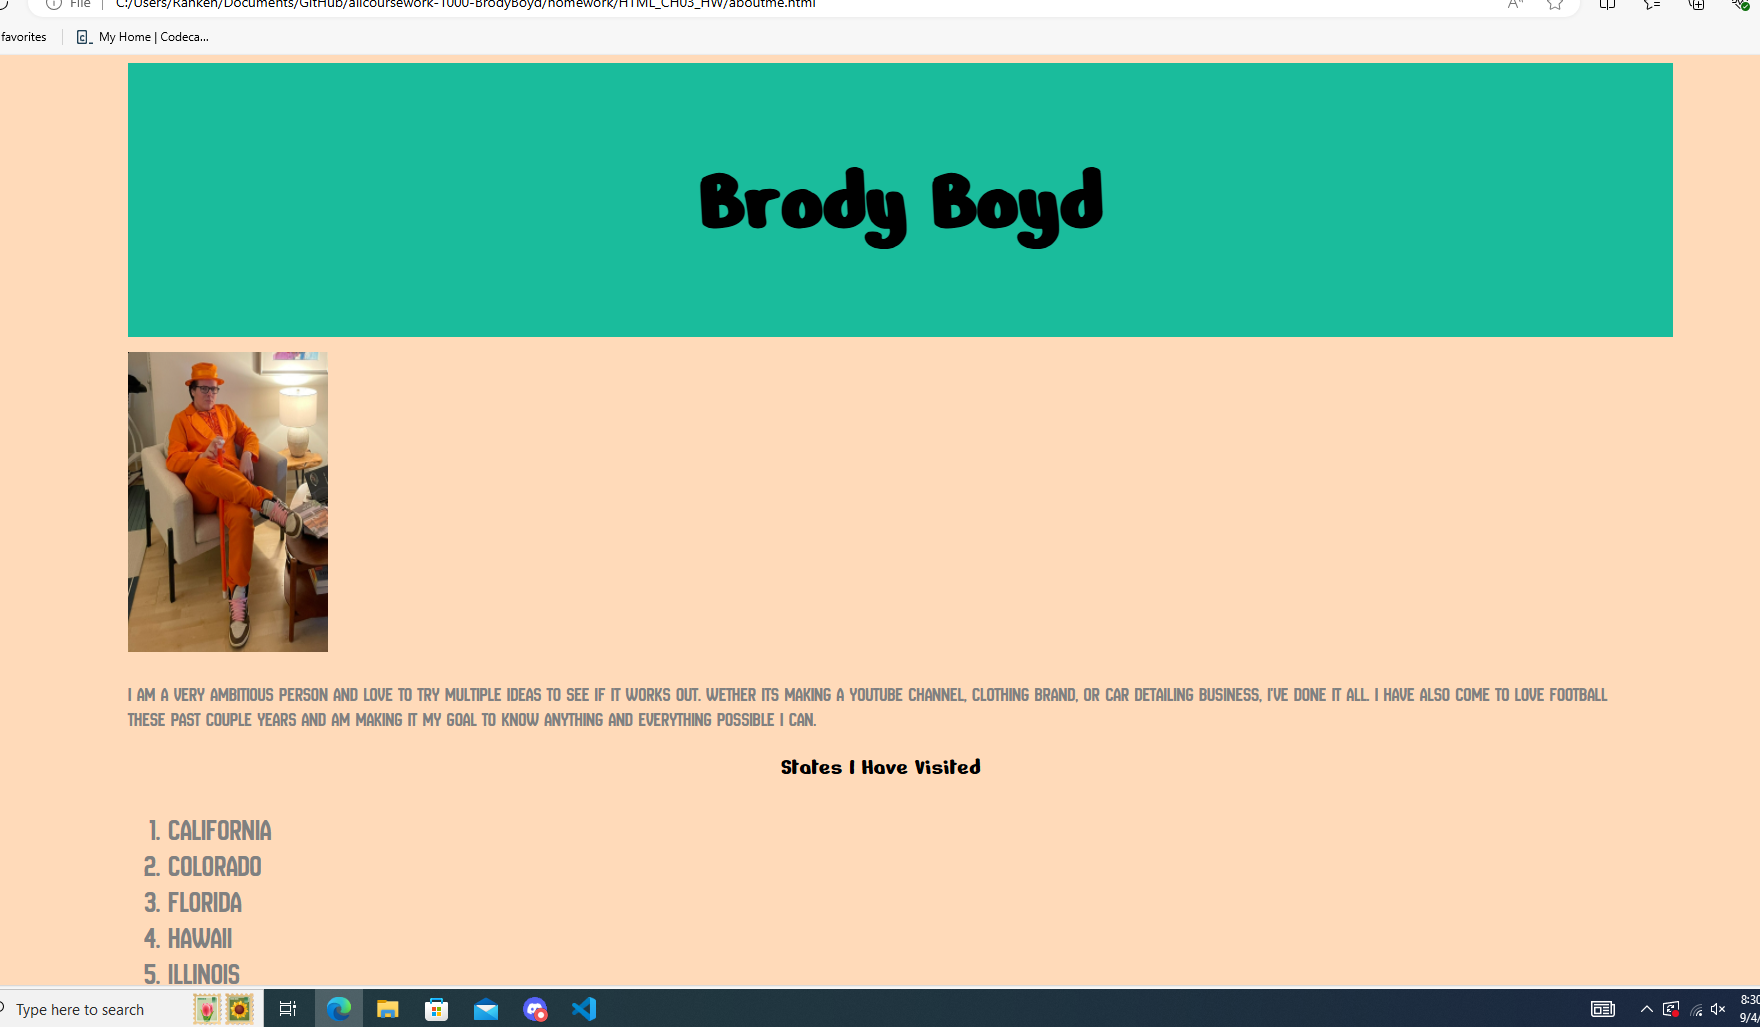 File
C:/Users/Ranken/Documents/GitHub/allcoursework-1000-BrodyBoyd/homework/HTML_CH03_HW/aboutme.html
favorites
My Home | Codeca...
Brody Boyd
I AM A VERY AMBITIOUS PERSON AND LOVE TO TRY MULTIPLE IDEAS TO SEE IF IT WORKS OUT. WETHER ITS MAKING A YOUTUBE CHANNEL, CLOTHING BRAND, OR CAR DETAILING BUSINESS, I'VE DONE IT ALL. I HAVE ALSO COME TO LOVE FOOTBALL
THESE PAST COUPLE YEARS AND AM MAKING IT MY GOAL TO KNOW ANYTHING AND EVERYTHING POSSIBLE I CAN.
States I Have Visited
1. CALIFORNIA
2. COLORADO
3. FLORIDA
4. HAWAII
5. ILLINOIS
Type here to search
8:30
9/4/